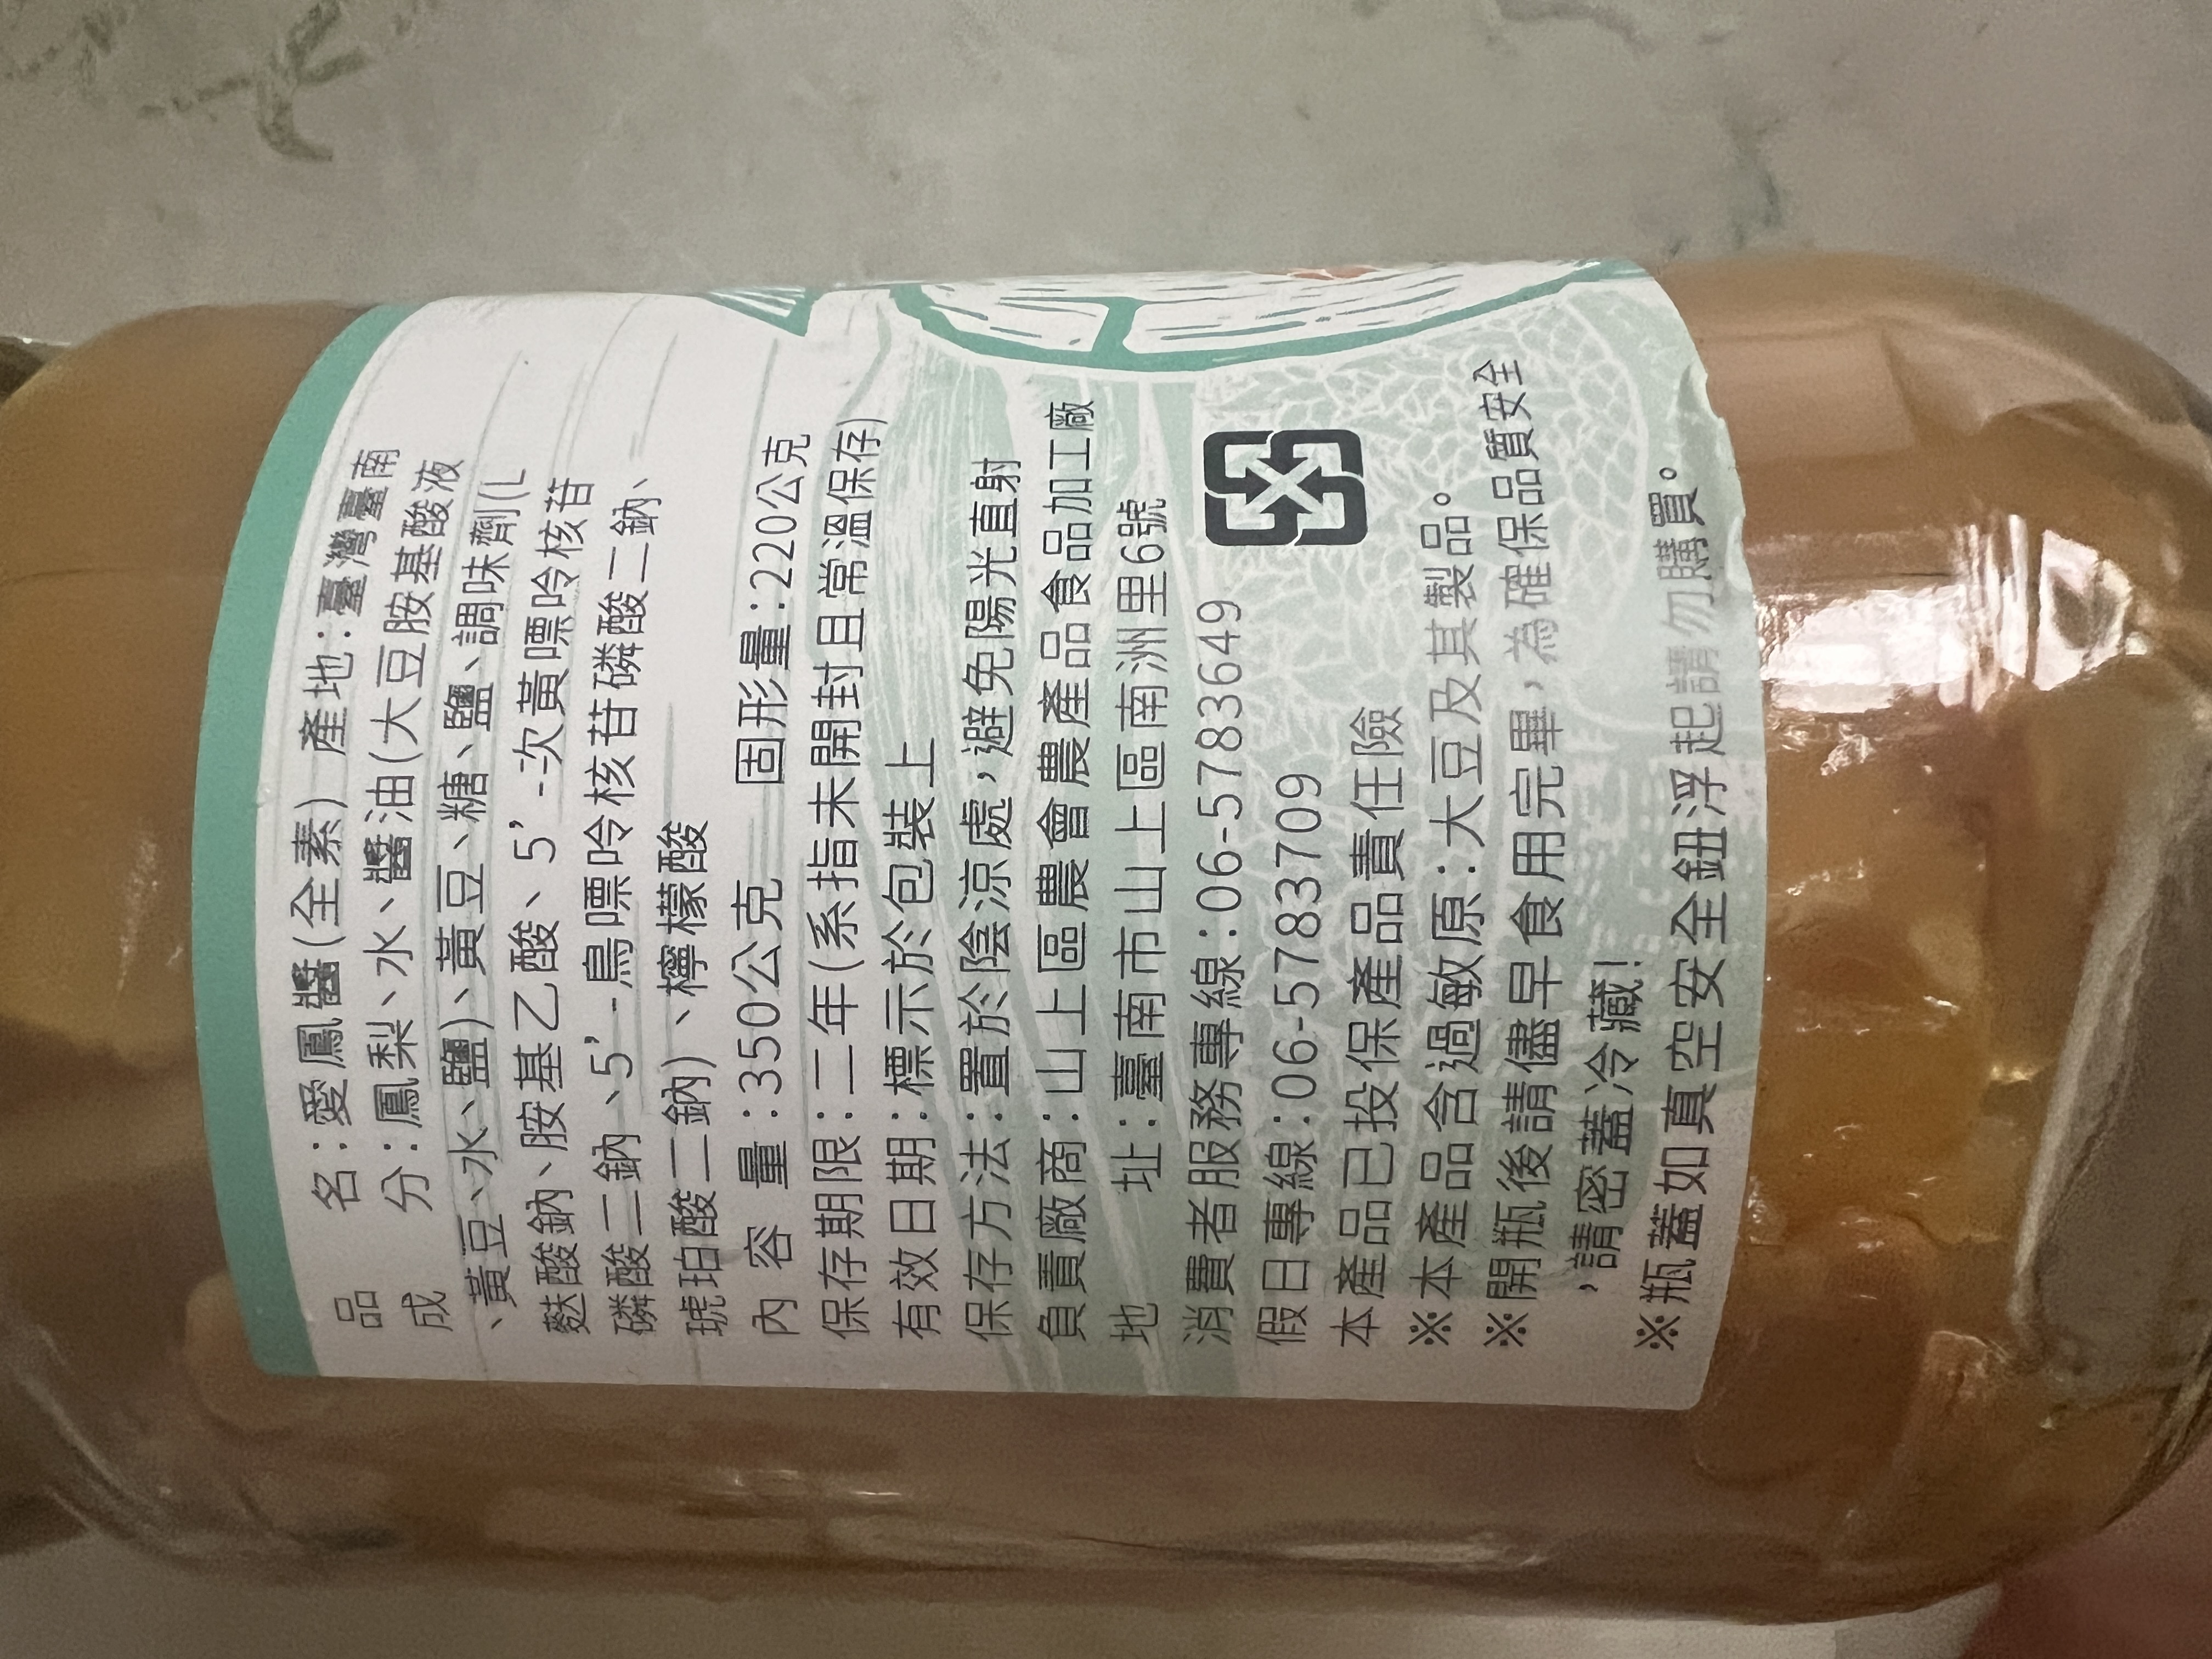 品　　名：愛鳳醬(全素) 產地：臺灣臺南
成　　分：鳳梨、水、醬油(大豆胺基酸液
、黃豆、水、鹽)、黃豆、糖、鹽、調味劑(L
麩酸鈉、胺基乙酸、5’-次黃嘌呤核苷
磷酸二鈉、5’-鳥嘌呤核苷磷酸二鈉、
琥珀酸二鈉)、檸檬酸
內 容 量：350公克　固形量：220公克
保存期限：二年(系指未開封且常溫保存)
有效日期：標示於包裝上
保存方法：置於陰涼處，避免陽光直射
負責廠商：山上區農會農產品食品加工廠
地　　址：臺南市山上區南洲里6號
消費者服務專線：06-5783649
假日專線：06-5783709
本產品已投保產品責任險
※本產品含過敏原：大豆及其製品。
※開瓶後請儘早食用完畢，為確保品質安全
，請密蓋冷藏!
※瓶蓋如真空安全鈕浮起請勿購買。